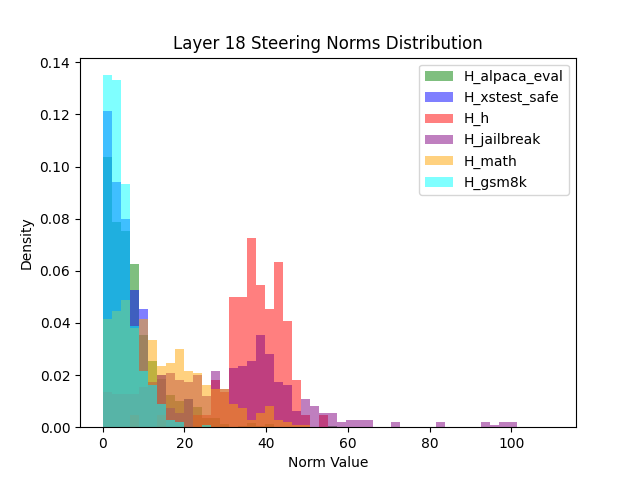 Layer 18 Steering Norms Distribution
0.14
0.12
0.10
0.08
0.06
0.04
0.02
0.00
Density
H_alpaca_eval
H_xstest_safe
H_h
H_jailbreak
H_math
H_gsm8k
0 20 40 60 80 100
Norm Value